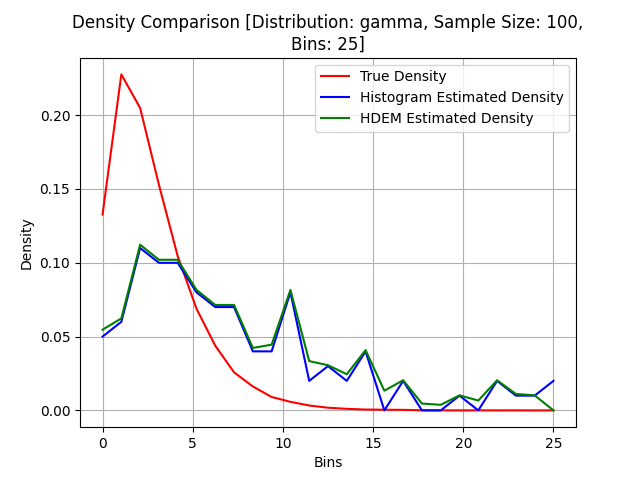 Density Comparison [Distribution: gamma, Sample Size: 100,
Bins: 25]
True Density
Histogram Estimated Density
HDEM Estimated Density
Density
0.20
0.15
0.10
0.05
0.00
0 5 10 15 20 25
Bins